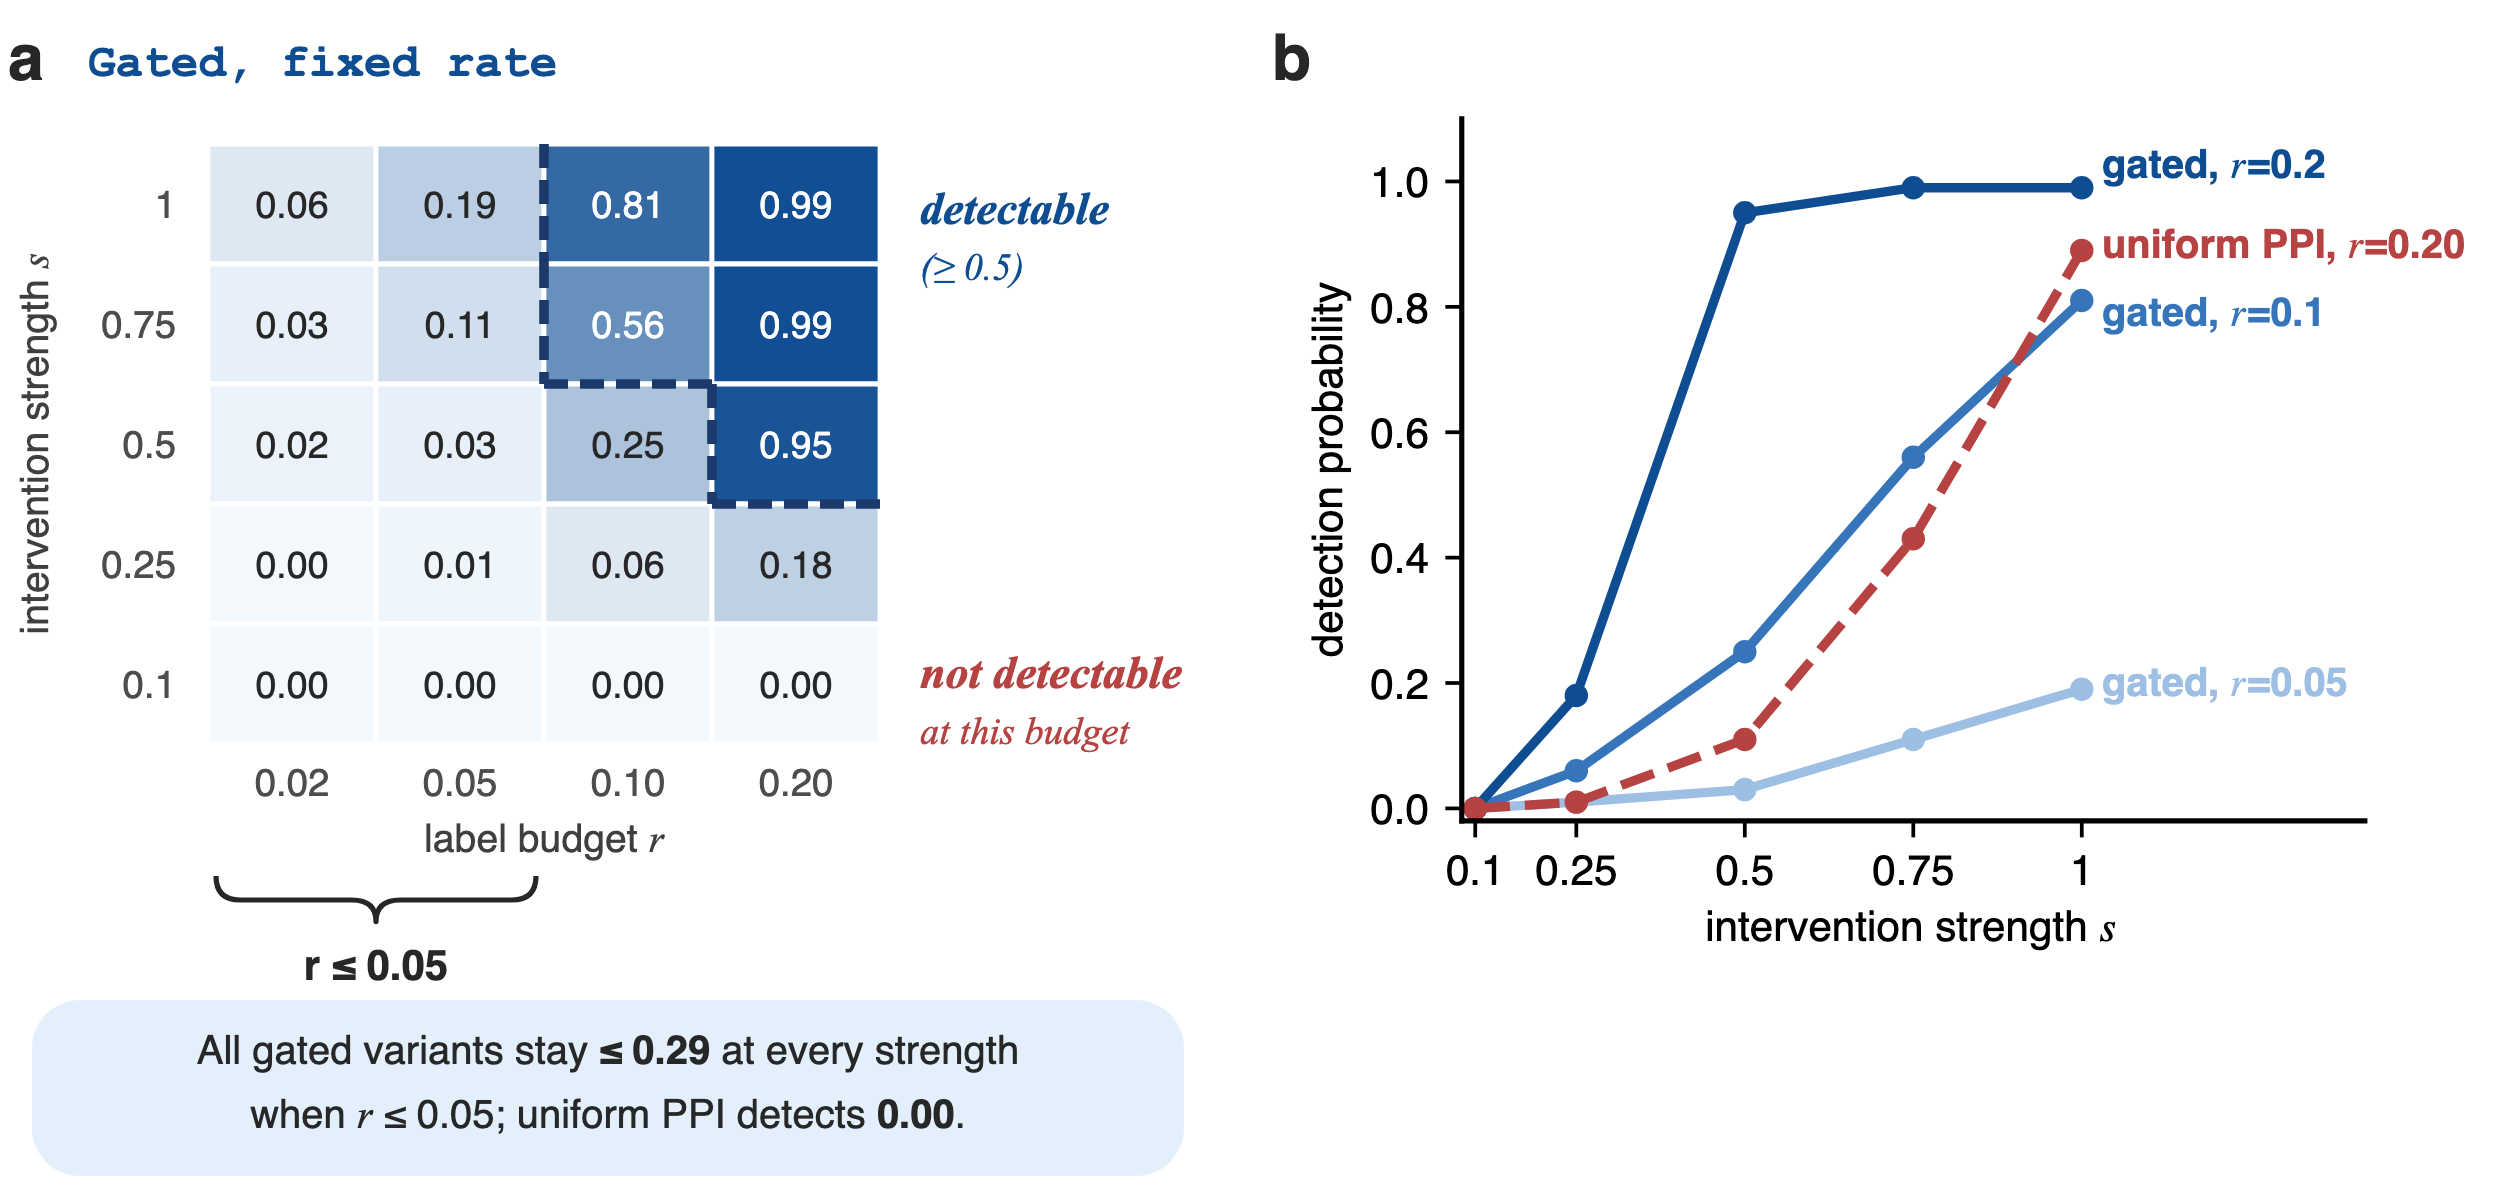 a Gated, fixed rate
intervention strength s
1 0.06 0.19 0.81 0.99
0.75 0.03 0.11 0.56 0.99
0.5 0.02 0.03 0.25 0.95
0.25 0.00 0.01 0.06 0.18
0.1 0.00 0.00 0.00 0.00
0.02 0.05 0.10 0.20
label budget r
detectable
(≥ 0.5)
not detectable
at this budget
r ≤ 0.05
All gated variants stay ≤ 0.29 at every strength
when r ≤ 0.05; uniform PPI detects 0.00.
b
detection probability
1.0
0.8
0.6
0.4
0.2
0.0
gated, r=0.2
uniform PPI, r=0.20
gated, r=0.1
gated, r=0.05
0.1 0.25 0.5 0.75 1
intervention strength s